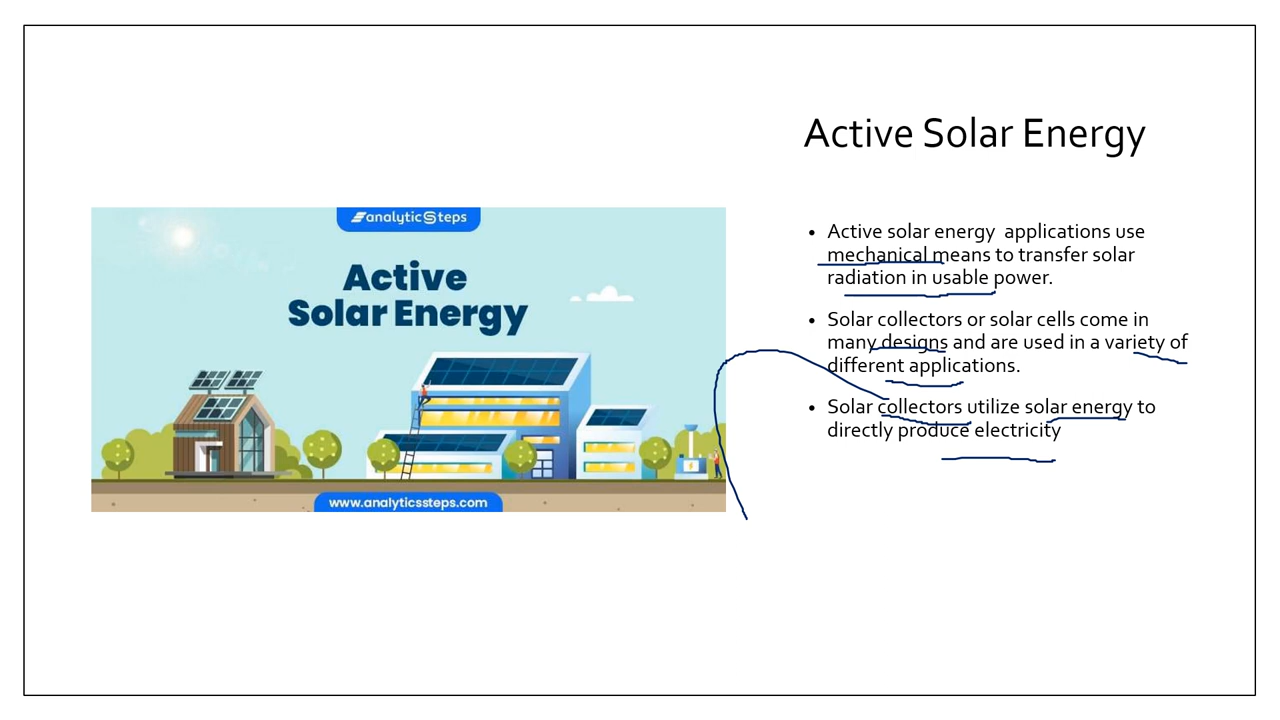 Active Solar Energy
analyticSteps
Active
Solar Energy
www.analyticssteps.com
• Active solar energy applications use
mechanical means to transfer solar
radiation in usable power.
• Solar collectors or solar cells come in
many designs and are used in a variety of
different applications.
• Solar collectors utilize solar energy to
directly produce electricity